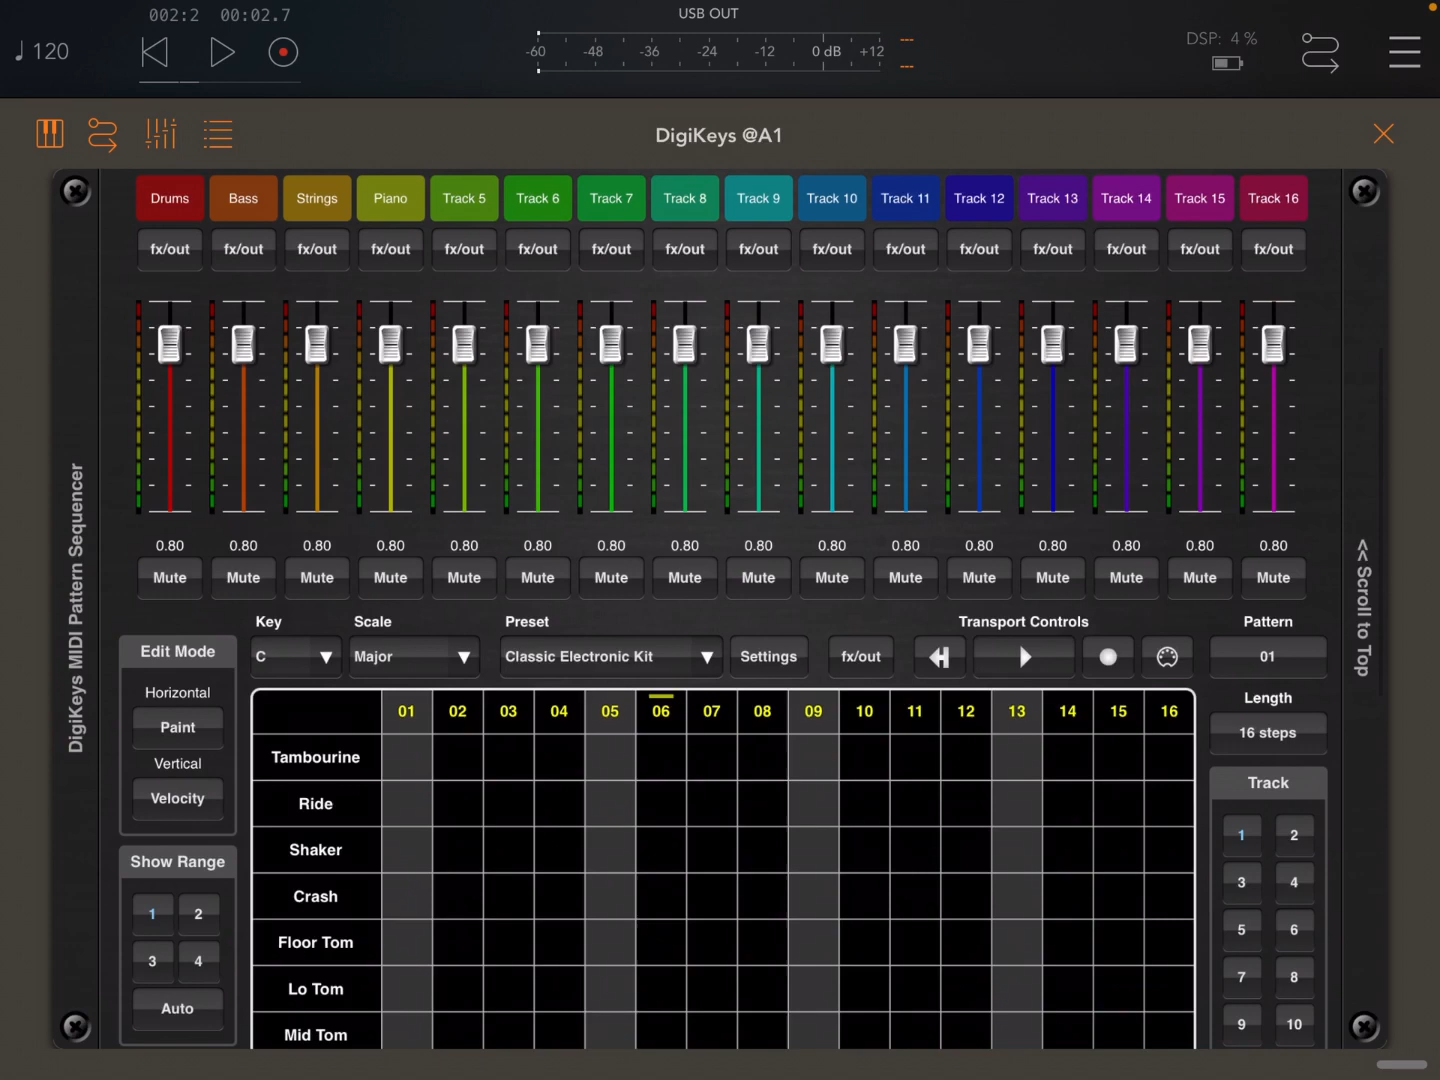 002:2 00:02.7
USB OUT
120
-60 -48 -36 -24 -12 0 dB +12
---
---
DSP: 4 %
DigiKeys @A1
Drums Bass Strings Piano Track 5 Track 6 Track 7 Track 8 Track 9 Track 10 Track 11 Track 12 Track 13 Track 14 Track 15 Track 16
fx/out fx/out fx/out fx/out fx/out fx/out fx/out fx/out fx/out fx/out fx/out fx/out fx/out fx/out fx/out fx/out
0.80 0.80 0.80 0.80 0.80 0.80 0.80 0.80 0.80 0.80 0.80 0.80 0.80 0.80 0.80 0.80
Mute Mute Mute Mute Mute Mute Mute Mute Mute Mute Mute Mute Mute Mute Mute Mute
DigiKeys MIDI Pattern Sequencer
<< Scroll to Top
Key Scale Preset Transport Controls Pattern
C Major Classic Electronic Kit Settings fx/out 01
Edit Mode
Horizontal
Paint
Vertical
Velocity
Show Range
1 2
3 4
Auto
01 02 03 04 05 06 07 08 09 10 11 12 13 14 15 16
Tambourine
Ride
Shaker
Crash
Floor Tom
Lo Tom
Mid Tom
Length
16 steps
Track
1 2
3 4
5 6
7 8
9 10